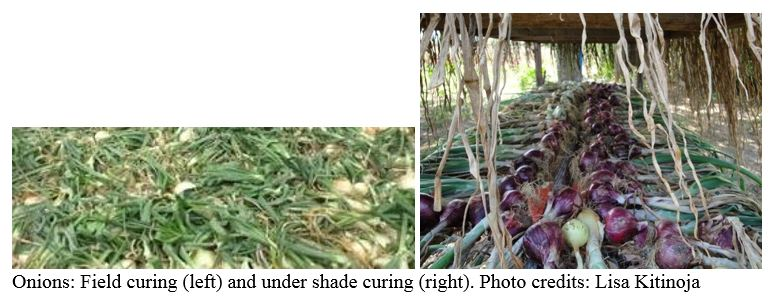 Onions: Field curing (left) and under shade curing (right). Photo credits: Lisa Kitinoja